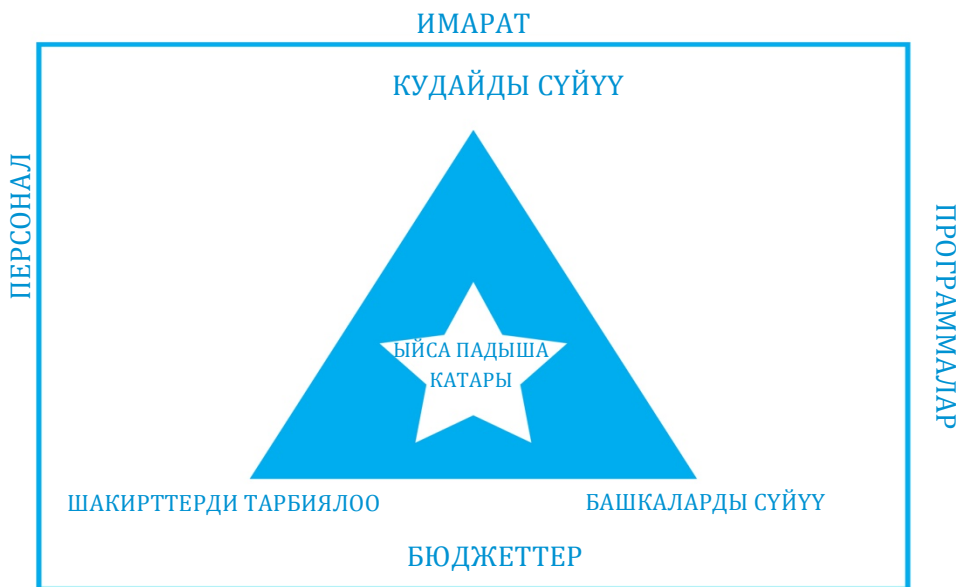 ИМАРАТ
КУДАЙДЫ СҮЙҮҮ
ПЕРСОНАЛ
ПРОГРАММАЛАР
ЫЙСА ПАДЫША
КАТАРЫ
ШАКИРТТЕРДИ ТАРБИЯЛОО
БАШКАЛАРДЫ СҮЙҮҮ
БЮДЖЕТТЕР